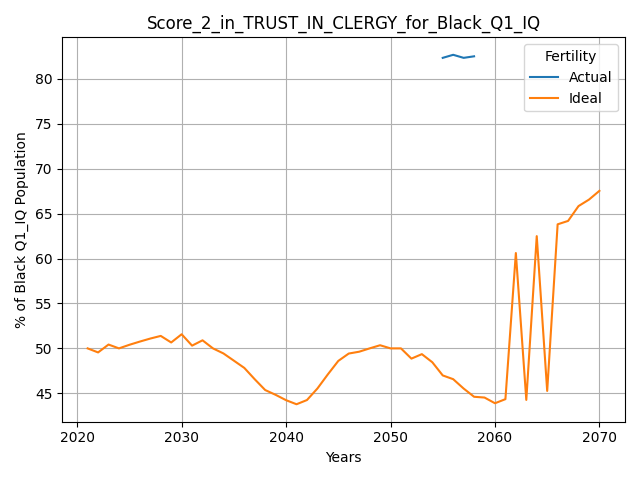 Score_2_in_TRUST_IN_CLERGY_for_Black_Q1_IQ
Fertility
Actual
Ideal
% of Black Q1_IQ Population
80
75
70
65
60
55
50
45
2020
2030
2040
2050
2060
2070
Years